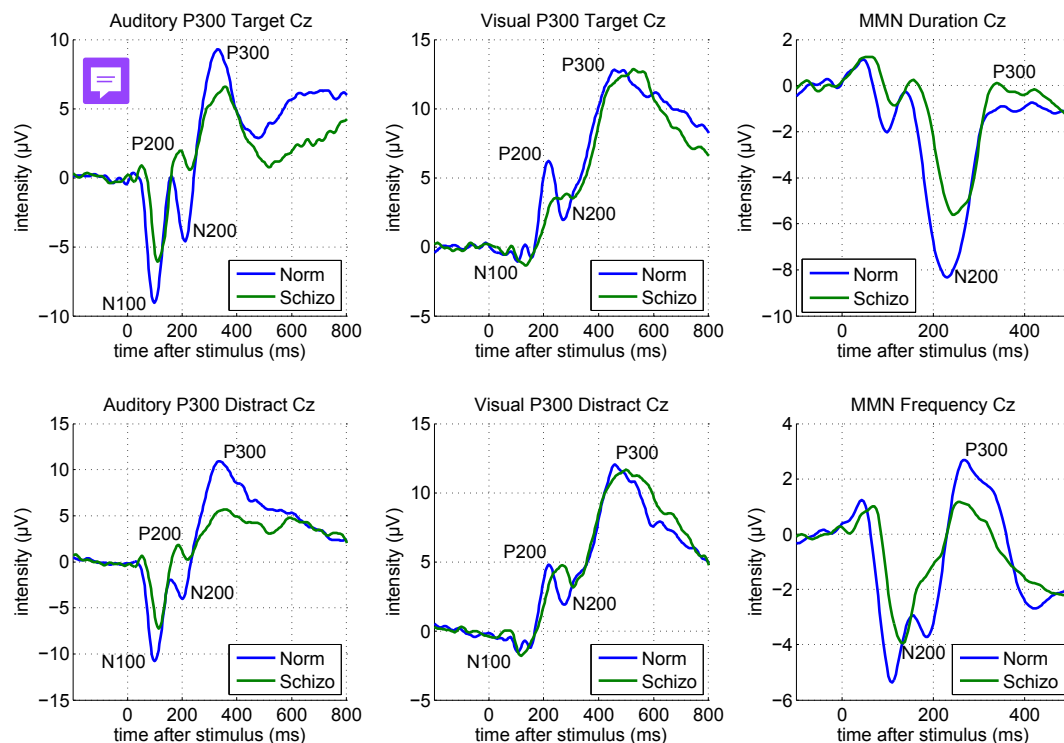 Auditory P300 Target Cz
10
5
0
−5
−10
intensity (µV)
P300
P200
N200
N100
Norm
Schizo
0 200 400 600 800
time after stimulus (ms)
Visual P300 Target Cz
15
10
5
0
−5
intensity (µV)
P300
P200
N200
N100
Norm
Schizo
0 200 400 600 800
time after stimulus (ms)
MMN Duration Cz
2
0
−2
−4
−6
−8
−10
intensity (µV)
P300
N200
Norm
Schizo
0 200 400
time after stimulus (ms)
Auditory P300 Distract Cz
15
10
5
0
−5
−10
−15
intensity (µV)
P300
P200
N200
N100
Norm
Schizo
0 200 400 600 800
time after stimulus (ms)
Visual P300 Distract Cz
15
10
5
0
−5
intensity (µV)
P300
P200
N200
N100
Norm
Schizo
0 200 400 600 800
time after stimulus (ms)
MMN Frequency Cz
4
2
0
−2
−4
−6
intensity (µV)
P300
N200
Norm
Schizo
0 200 400
time after stimulus (ms)